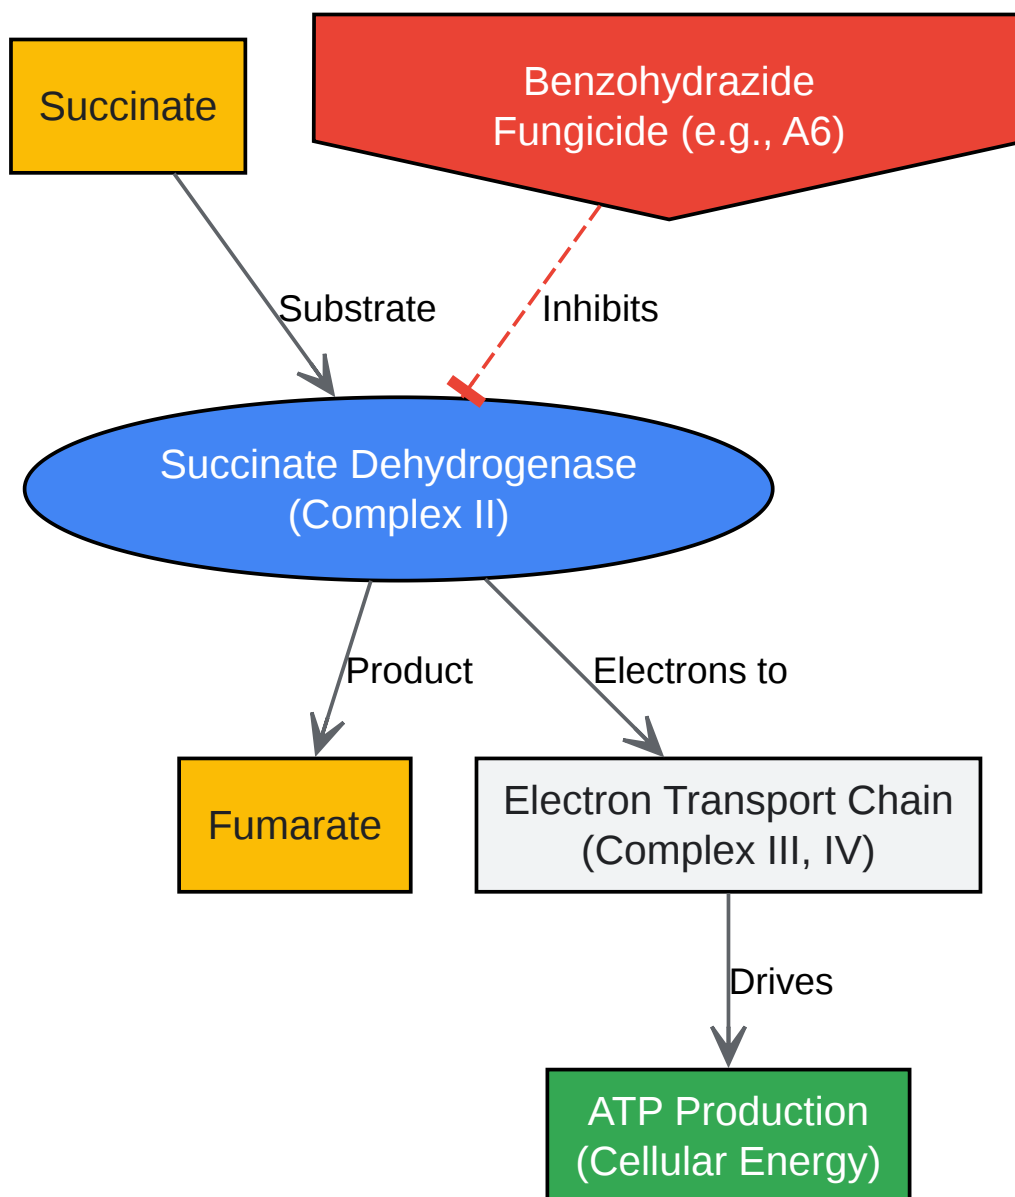 Succinate
Benzohydrazide
Fungicide (e.g., A6)
Substrate
Inhibits
Succinate Dehydrogenase
(Complex II)
Product
Electrons to
Fumarate
Electron Transport Chain
(Complex III, IV)
Drives
ATP Production
(Cellular Energy)